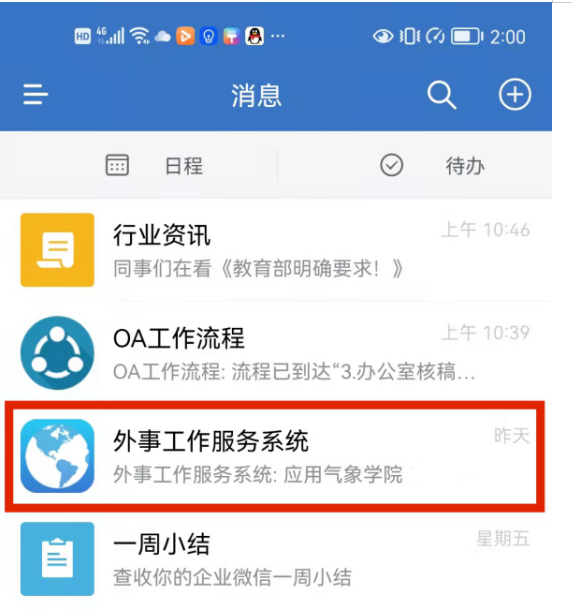 HD 4G 2:00
消息
日程 待办
行业资讯 上午 10:46
同事们在看《教育部明确要求！》
OA工作流程 上午 10:39
OA工作流程: 流程已到达“3.办公室核稿...
外事工作服务系统 昨天
外事工作服务系统: 应用气象学院
一周小结 星期五
查收你的企业微信一周小结